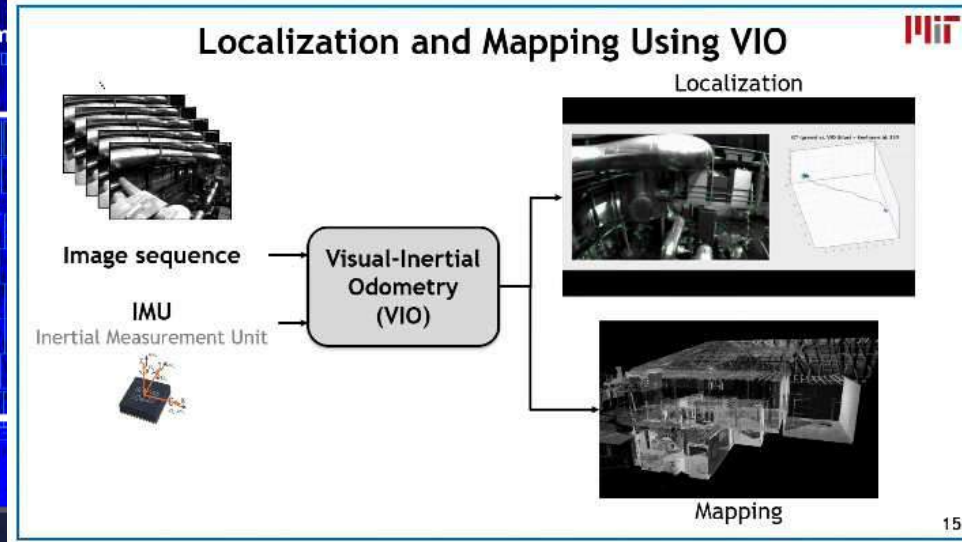 Localization and Mapping Using VIO
MIT
Localization
Image sequence
IMU
Inertial Measurement Unit
Visual-Inertial
Odometry
(VIO)
Mapping
15